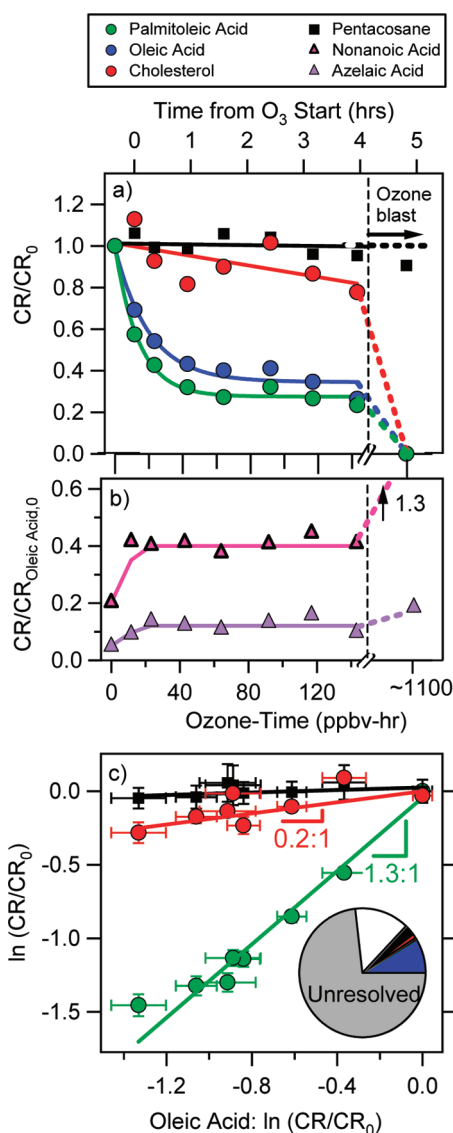 Palmitoleic Acid
Oleic Acid
Cholesterol
Pentacosane
Nonanoic Acid
Azelaic Acid
Time from O3 Start (hrs)
0 1 2 3 4 5
a)
Ozone
blast
CR/CR0
1.2
1.0
0.8
0.6
0.4
0.2
0.0
b)
1.3
CR/CROleic Acid,0
0.6
0.4
0.2
0.0
0 40 80 120 ~1100
Ozone-Time (ppbv-hr)
c)
ln (CR/CR0)
0.0
-0.5
-1.0
-1.5
0.2:1
1.3:1
Unresolved
-1.2 -0.8 -0.4 0.0
Oleic Acid: ln (CR/CR0)